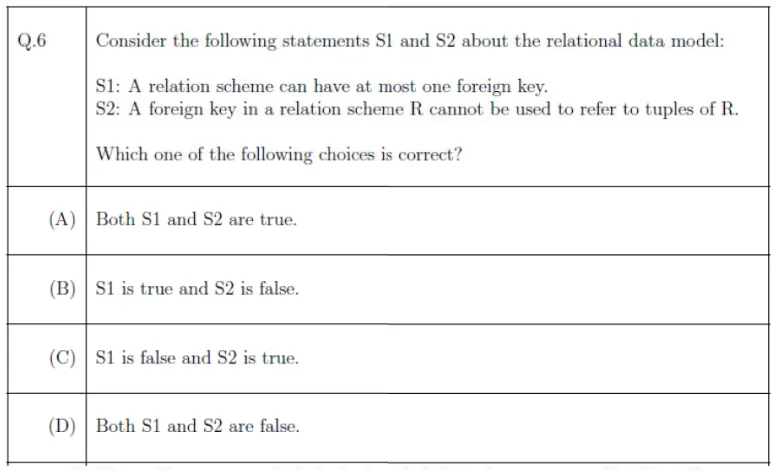 Q.6 Consider the following statements S1 and S2 about the relational data model:
S1: A relation scheme can have at most one foreign key.
S2: A foreign key in a relation scheme R cannot be used to refer to tuples of R.
Which one of the following choices is correct?
(A) Both S1 and S2 are true.
(B) S1 is true and S2 is false.
(C) S1 is false and S2 is true.
(D) Both S1 and S2 are false.